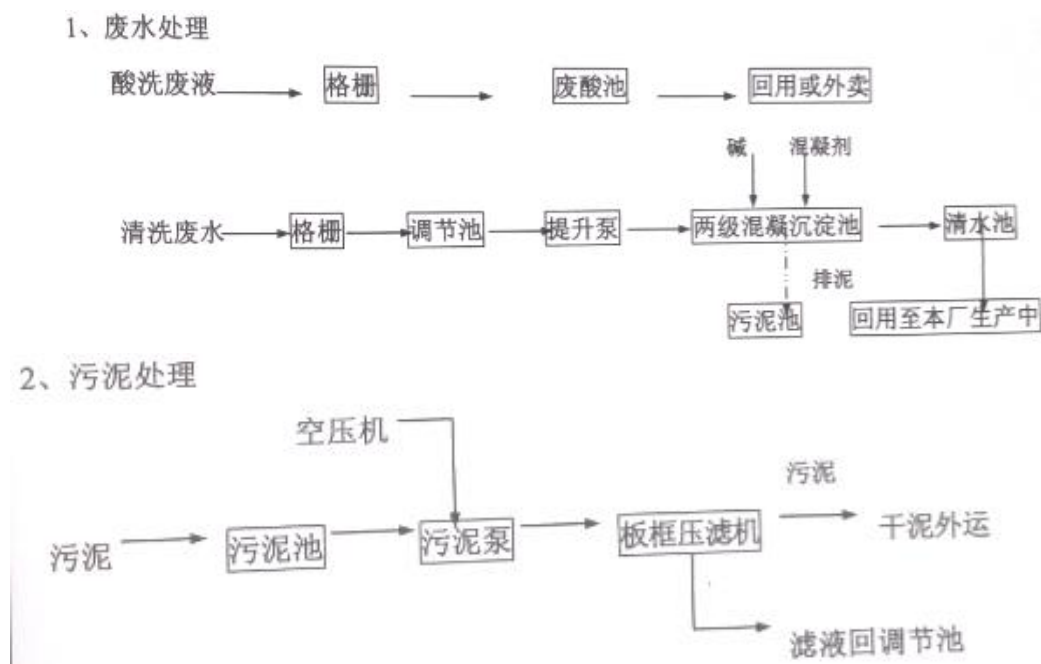 1、废水处理
酸洗废液 格栅 废酸池 回用或外卖
碱 混凝剂
清洗废水 格栅 调节池 提升泵 两级混凝沉淀池 清水池
排泥
污泥池 回用至本厂生产中
2、污泥处理
空压机
污泥
污泥 污泥池 污泥泵 板框压滤机 干泥外运
滤液回调节池